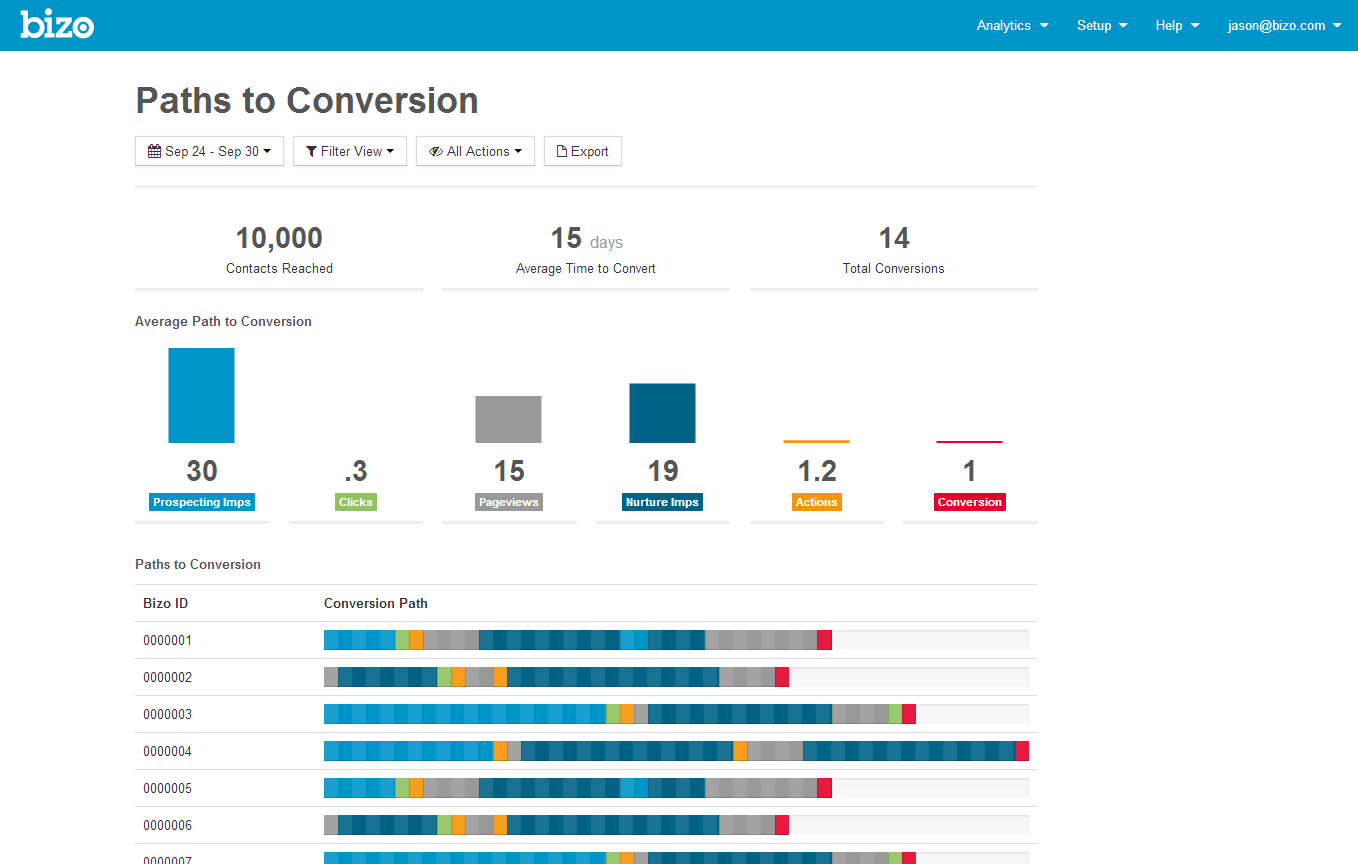 bizo
Analytics Setup Help jason@bizo.com
Paths to Conversion
Sep 24 - Sep 30 Filter View All Actions Export
10,000 15 days 14
Contacts Reached Average Time to Convert Total Conversions
Average Path to Conversion
30 .3 15 19 1.2 1
Prospecting Imps Clicks Pageviews Nurture Imps Actions Conversion
Paths to Conversion
Bizo ID Conversion Path
0000001
0000002
0000003
0000004
0000005
0000006
0000007